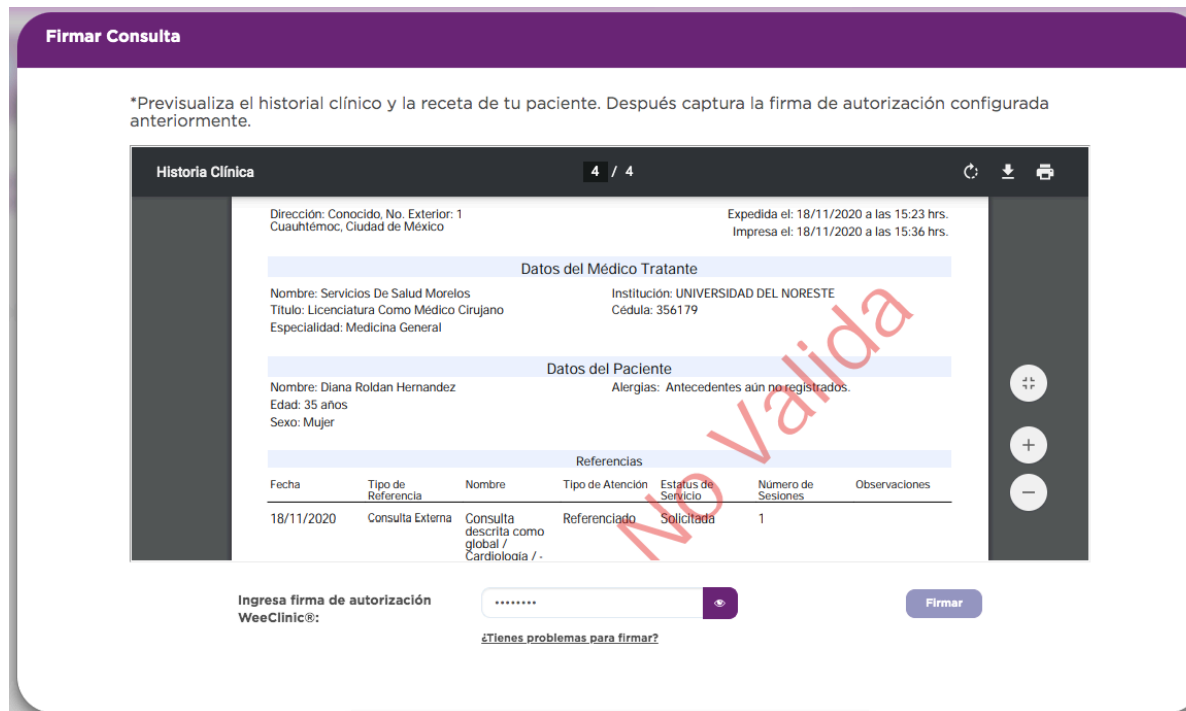 Firmar Consulta
*Previsualiza el historial clínico y la receta de tu paciente. Después captura la firma de autorización configurada
anteriormente.
Historia Clínica 4 / 4
Dirección: Conocido, No. Exterior: 1
Cuauhtémoc, Ciudad de México
Expedida el: 18/11/2020 a las 15:23 hrs.
Impresa el: 18/11/2020 a las 15:36 hrs.
Datos del Médico Tratante
Nombre: Servicios De Salud Morelos Institución: UNIVERSIDAD DEL NORESTE
Título: Licenciatura Como Médico Cirujano Cédula: 356179
Especialidad: Medicina General
Datos del Paciente
Nombre: Diana Roldan Hernandez Alergias: Antecedentes aún no registrados.
Edad: 35 años
Sexo: Mujer
No Valida
Referencias
Fecha Tipo de Referencia Nombre Tipo de Atención Estatus de Servicio Número de Sesiones Observaciones
18/11/2020 Consulta Externa Consulta Referenciado Solicitada 1
descrita como
global /
Cardiología / -
Ingresa firma de autorización
WeeClinic®:
••••••••
Firmar
¿Tienes problemas para firmar?